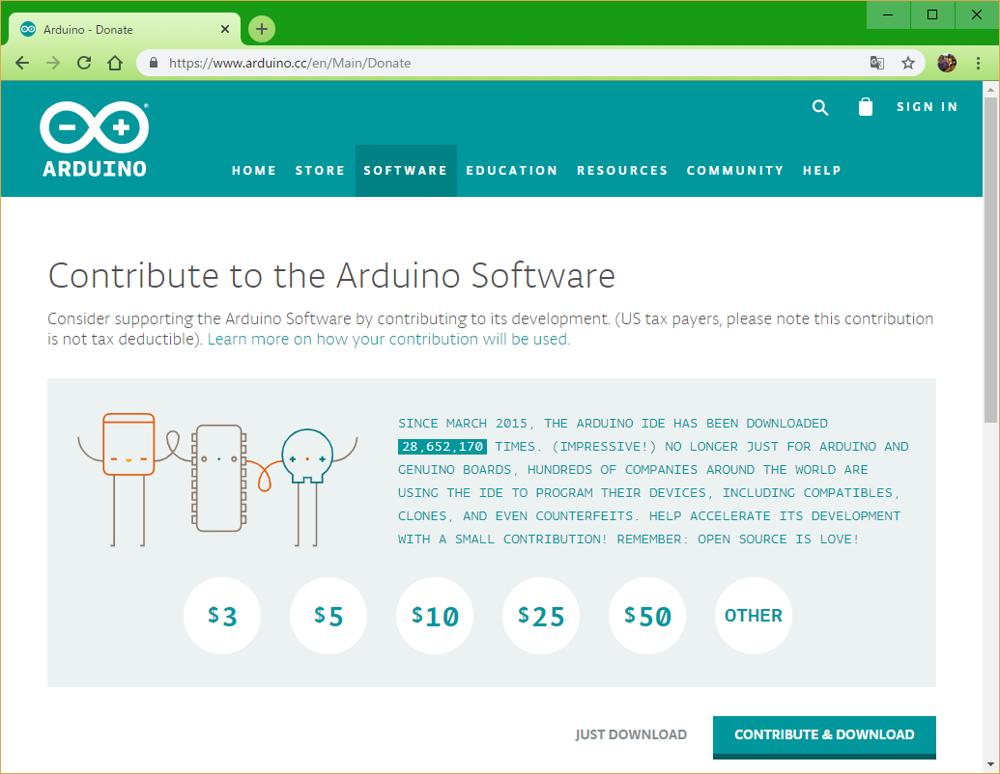 Arduino - Donate
https://www.arduino.cc/en/Main/Donate
SIGN IN
ARDUINO
HOME STORE SOFTWARE EDUCATION RESOURCES COMMUNITY HELP
Contribute to the Arduino Software
Consider supporting the Arduino Software by contributing to its development. (US tax payers, please note this contribution
is not tax deductible). Learn more on how your contribution will be used.
SINCE MARCH 2015, THE ARDUINO IDE HAS BEEN DOWNLOADED
28,652,170 TIMES. (IMPRESSIVE!) NO LONGER JUST FOR ARDUINO AND
GENUINO BOARDS, HUNDREDS OF COMPANIES AROUND THE WORLD ARE
USING THE IDE TO PROGRAM THEIR DEVICES, INCLUDING COMPATIBLES,
CLONES, AND EVEN COUNTERFEITS. HELP ACCELERATE ITS DEVELOPMENT
WITH A SMALL CONTRIBUTION! REMEMBER: OPEN SOURCE IS LOVE!
$3 $5 $10 $25 $50 OTHER
JUST DOWNLOAD CONTRIBUTE & DOWNLOAD